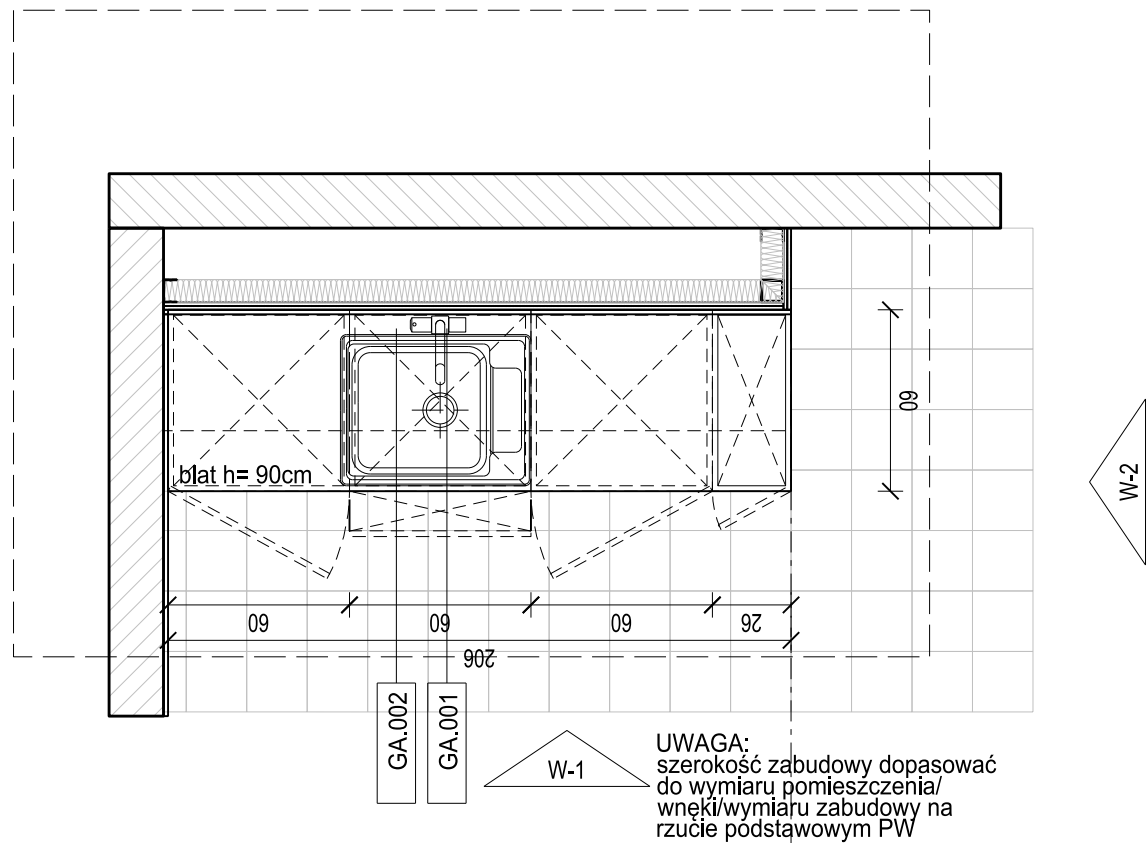 60
blat h= 90cm
W-2
60
60
60
26
206
GA.002
GA.001
W-1
UWAGA:
szerokość zabudowy dopasować
do wymiaru pomieszczenia/
wnęki/wymiaru zabudowy na
rzucie podstawowym PW